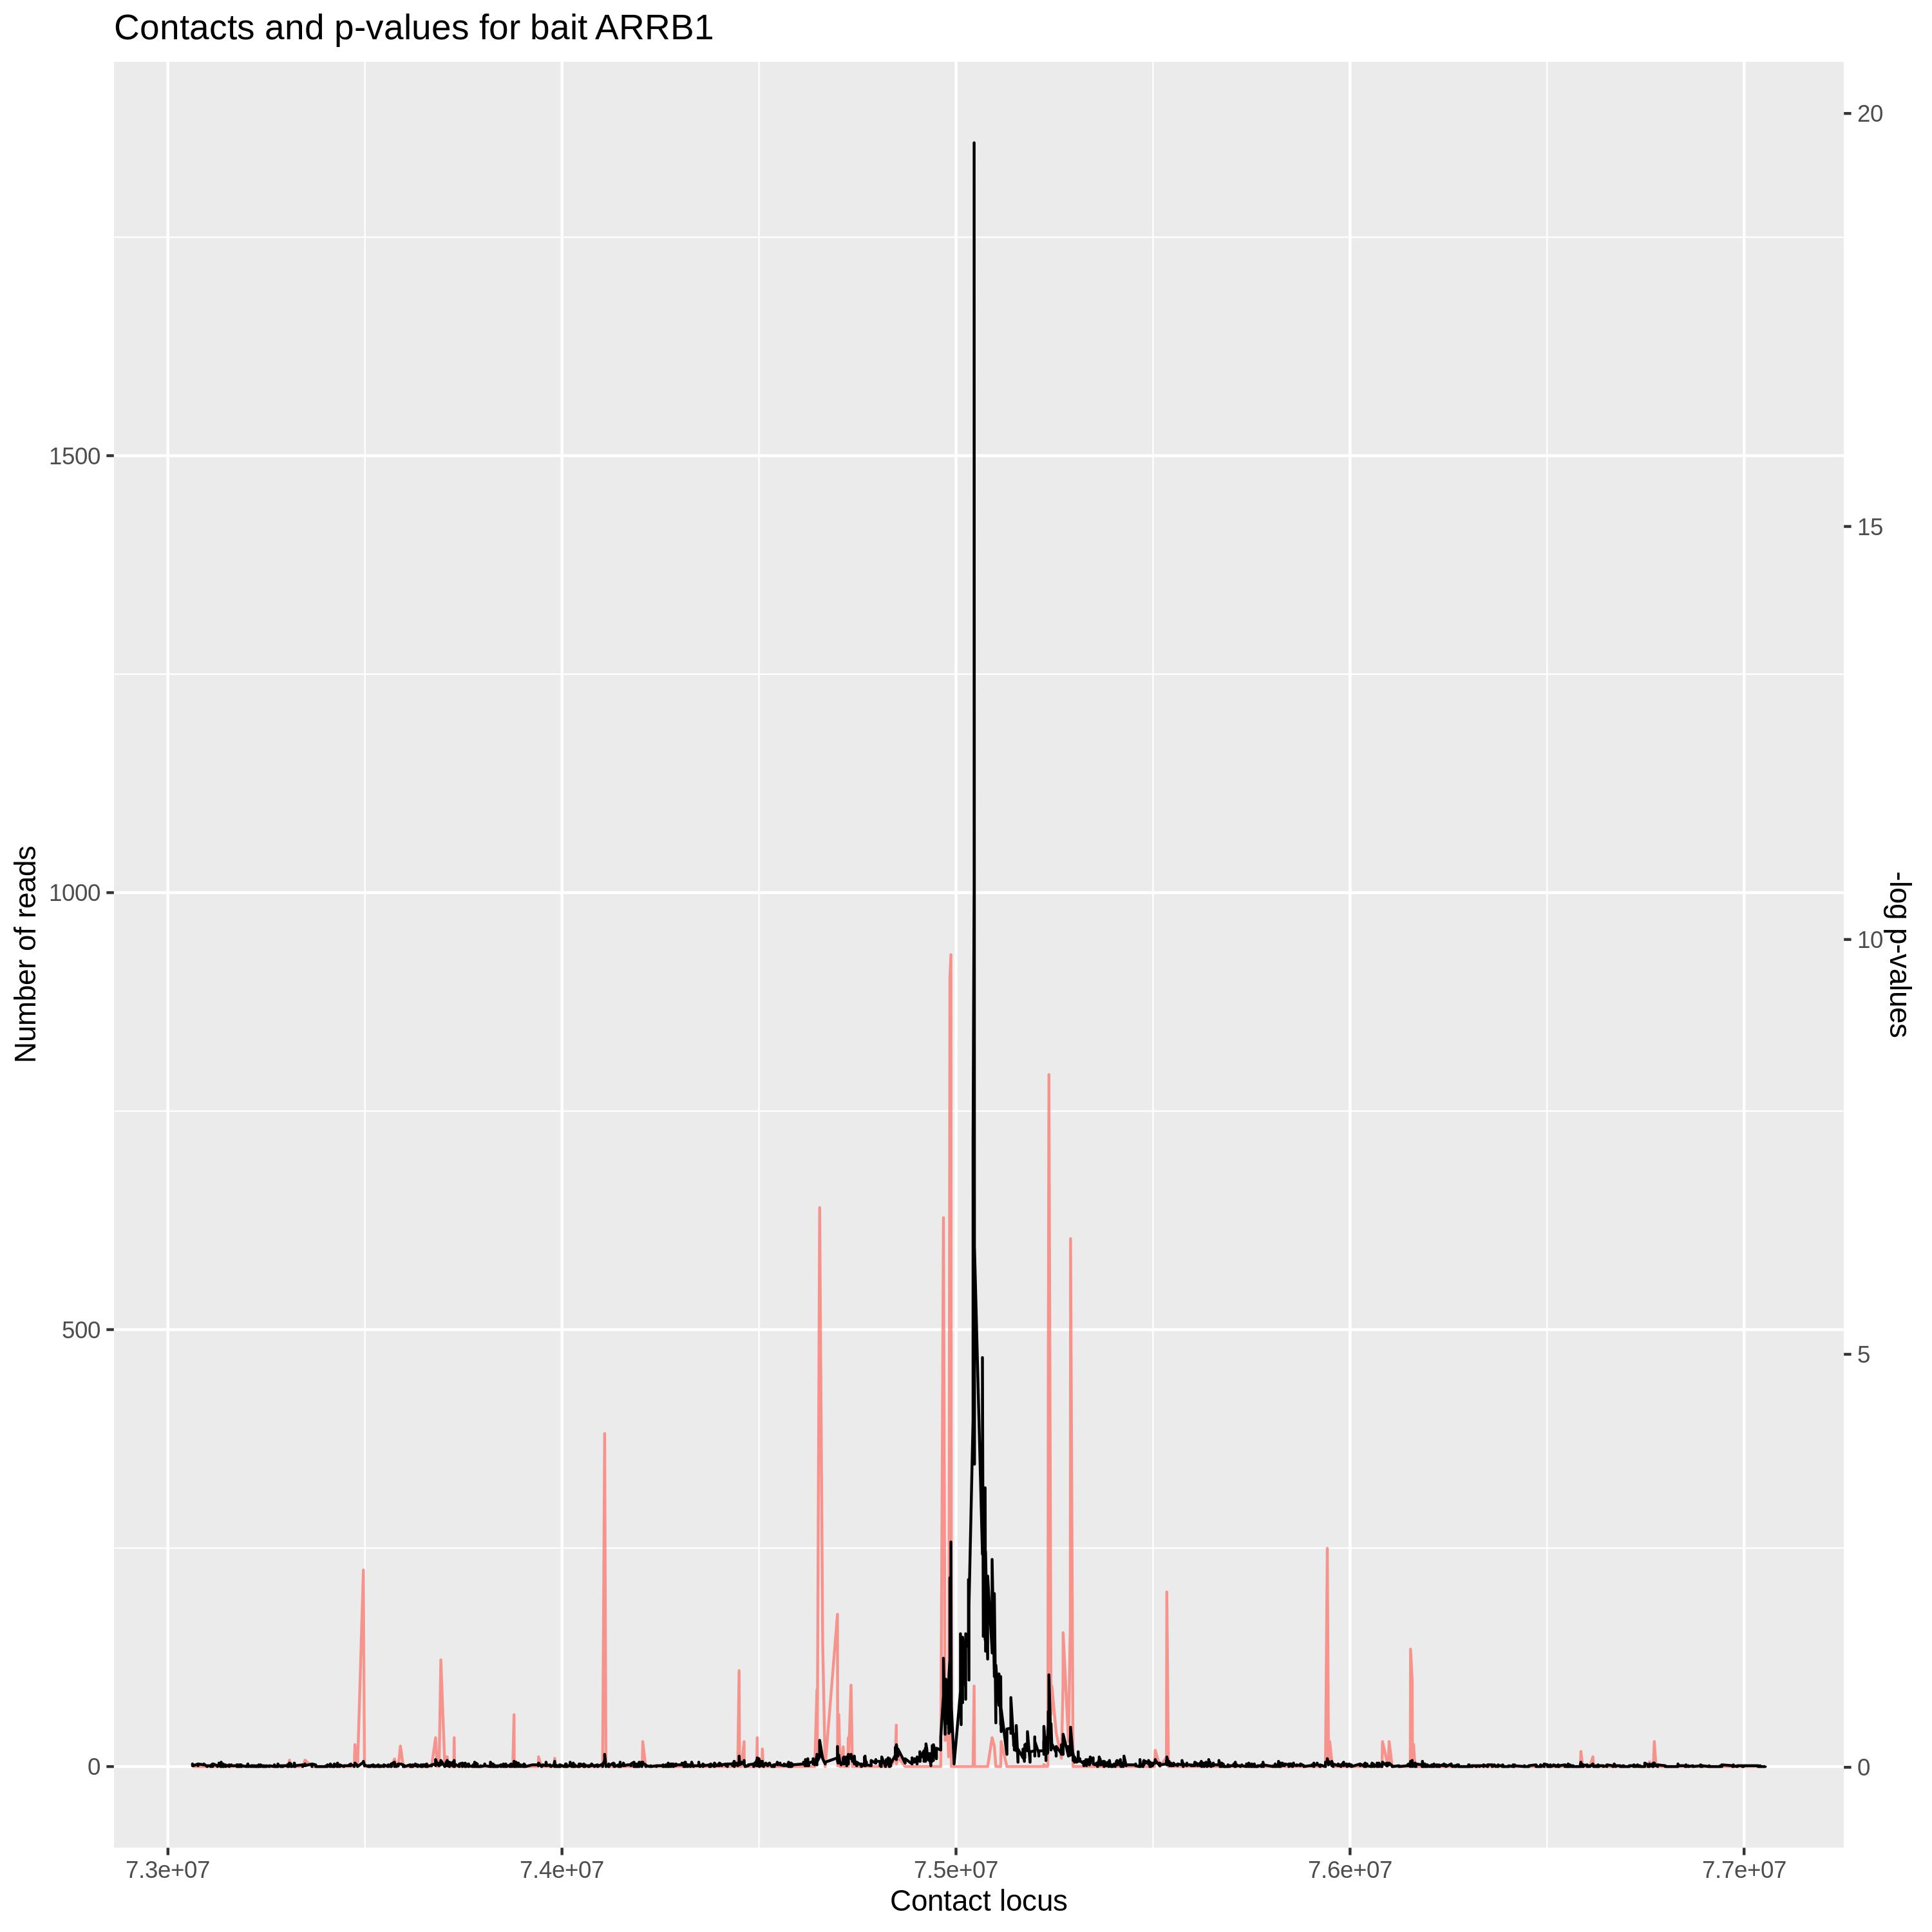 Contacts and p-values for bait ARRB1
20
1500
15
1000
10
500
5
0
0
Number of reads
-log p-values
7.3e+07
7.4e+07
7.5e+07
7.6e+07
7.7e+07
Contact locus